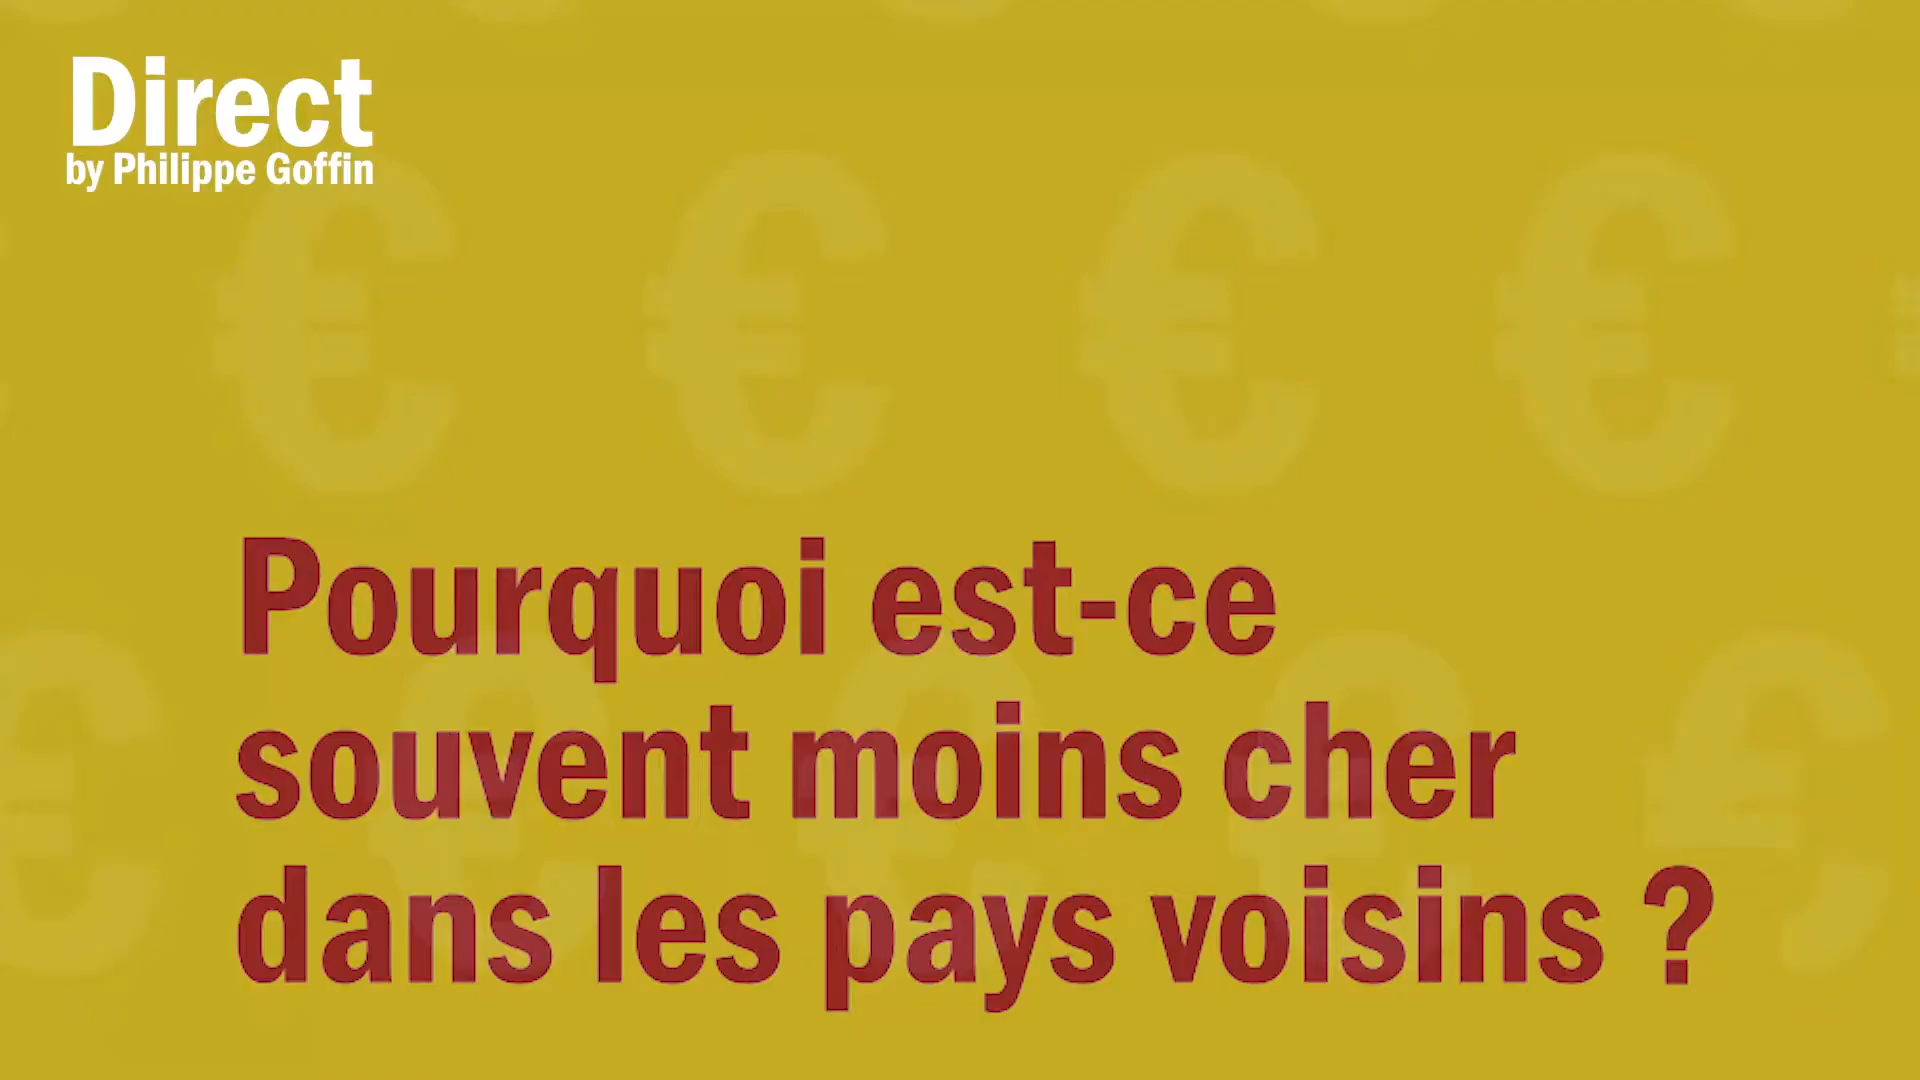 Direct
by Philippe Goffin
Pourquoi est-ce
souvent moins cher
dans les pays voisins ?